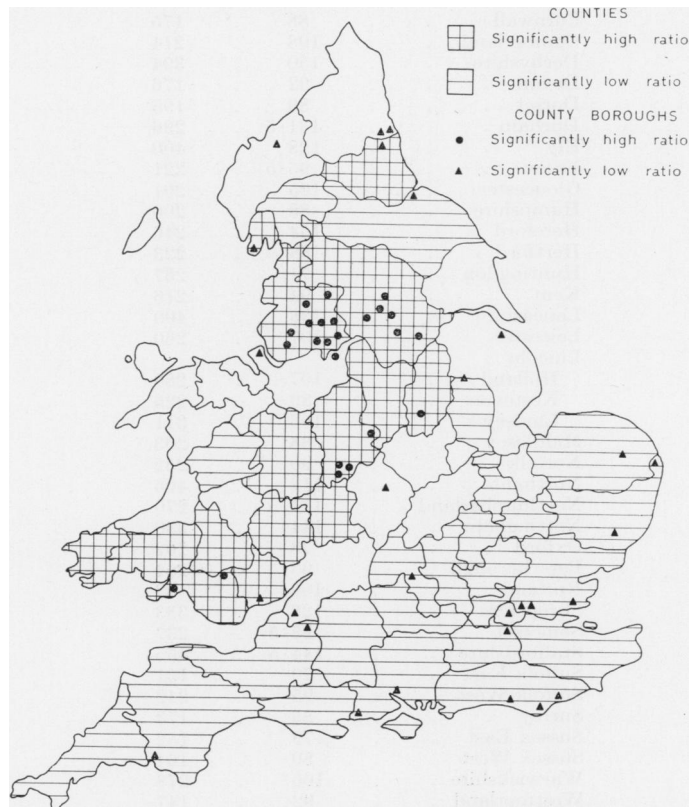 COUNTIES
Significantly high ratio
Significantly low ratio
COUNTY BOROUGHS
Significantly high ratio
Significantly low ratio